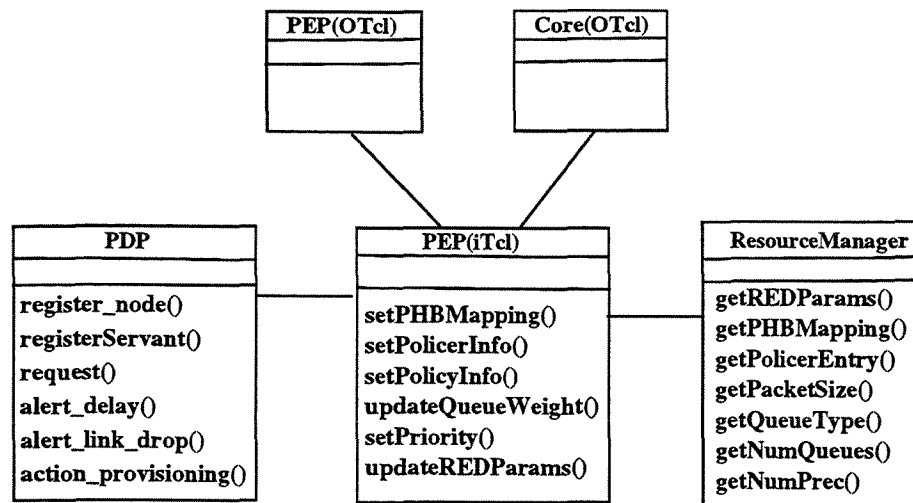 PEP(OTcl)
Core(OTcl)
PDP
register_node()
registerServant()
request()
alert_delay()
alert_link_drop()
action_provisioning()
PEP(iTcl)
setPHBMapping()
setPolicerInfo()
setPolicyInfo()
updateQueueWeight()
setPriority()
updateREDParams()
ResourceManager
getREDParams()
getPHBMapping()
getPolicerEntry()
getPacketSize()
getQueueType()
getNumQueues()
getNumPrec()